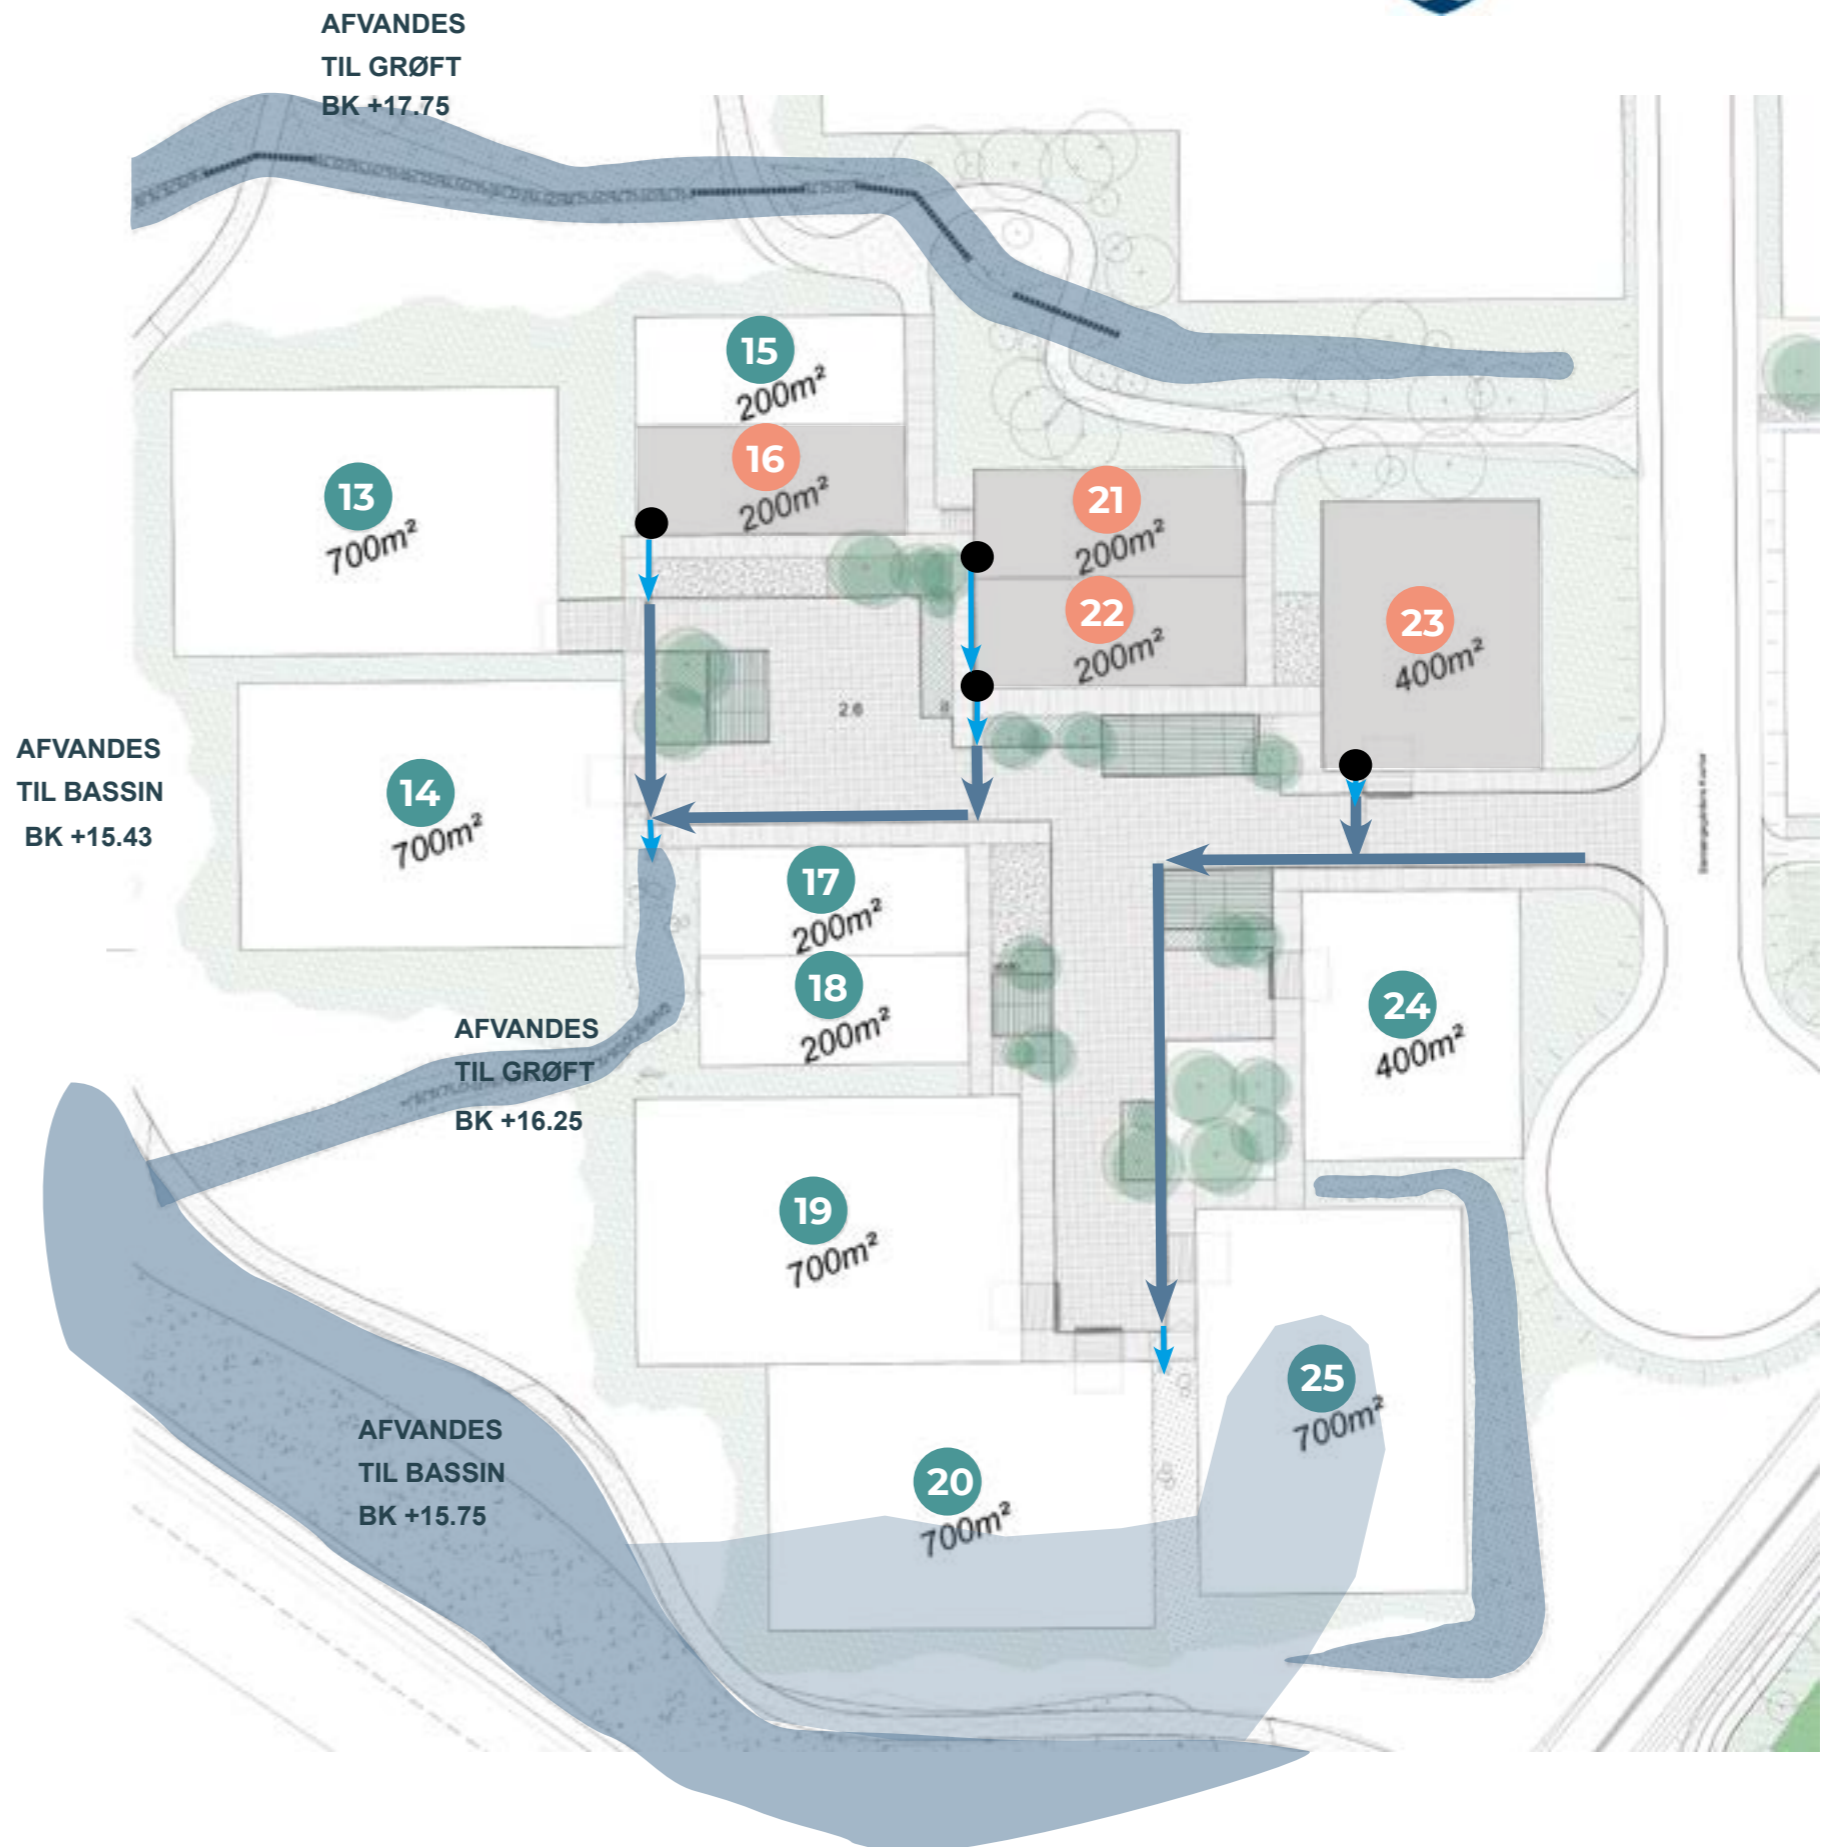 AFVANDES
TIL GRØFT
BK +17.75
15
200m²
16
200m²
13
700m²
21
200m²
22
200m²
23
400m²
2.6
AFVANDES
TIL BASSIN
BK +15.43
14
700m²
17
200m²
18
200m²
24
400m²
AFVANDES
TIL GRØFT
BK +16.25
19
700m²
25
700m²
AFVANDES
TIL BASSIN
BK +15.75
20
700m²